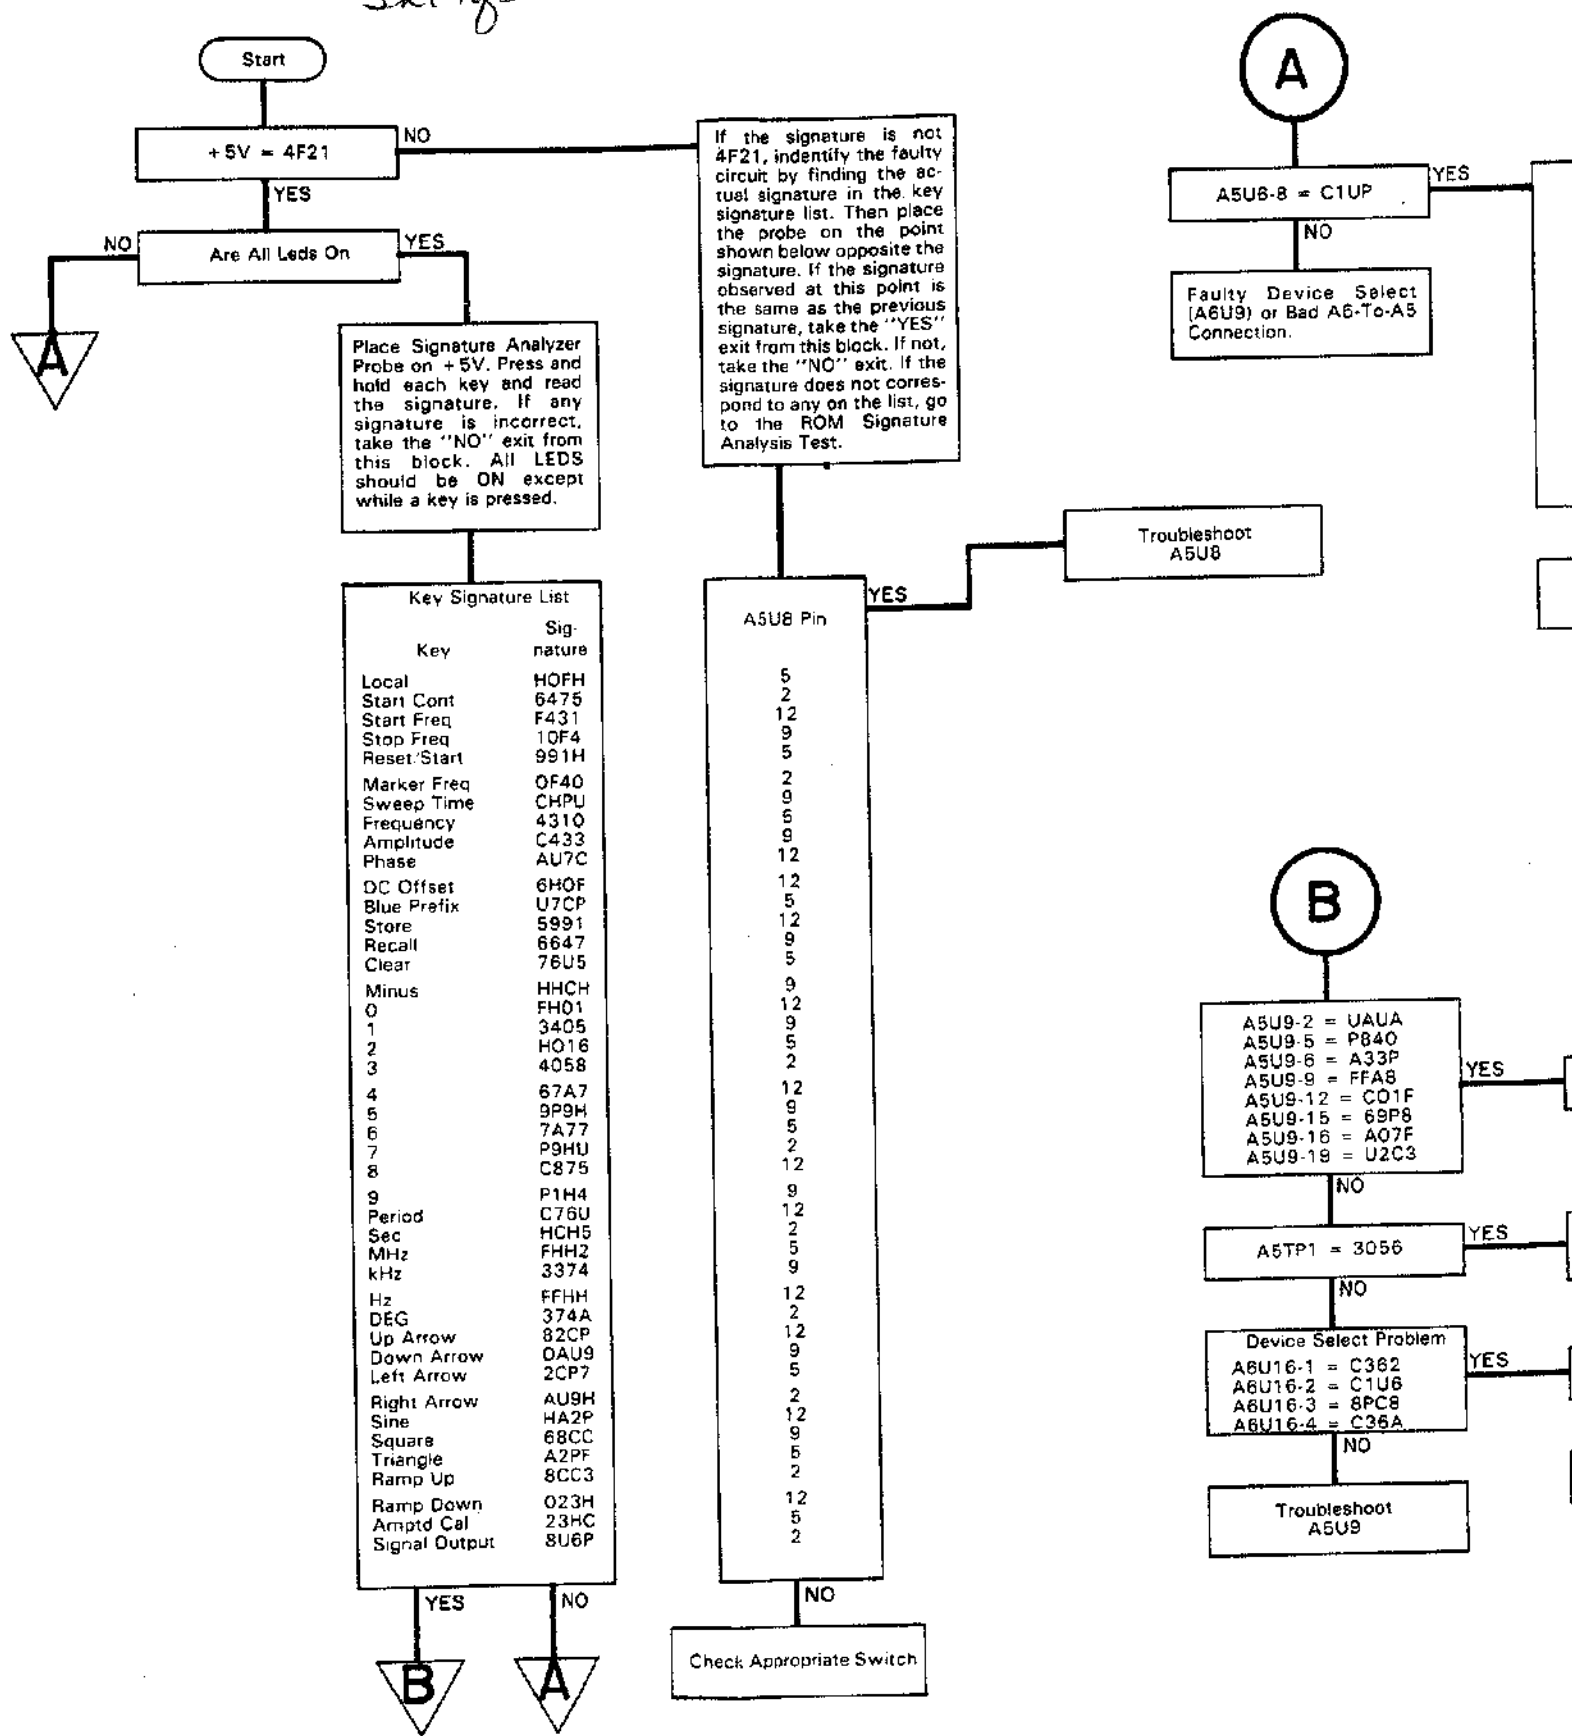 Start
+5V = 4F21
NO
YES
Are All Leds On
NO
YES
A
Place Signature Analyzer
Probe on +5V. Press and
hold each key and read
the signature. If any
signature is incorrect,
take the "NO" exit from
this block. All LEDS
should be ON except
while a key is pressed.
Key Signature List
Key Sig-
nature
Local HOFH
Start Cont 6475
Start Freq F431
Stop Freq 10F4
Reset/Start 991H
Marker Freq OF40
Sweep Time CHPU
Frequency 4310
Amplitude C433
Phase AU7C
DC Offset 6HOF
Blue Prefix U7CP
Store 5991
Recall 6647
Clear 76U5
Minus HHCH
0 FH01
1 3405
2 HO16
3 4058
4 67A7
5 9P9H
6 7A77
7 P9HU
8 C875
9 P1H4
Period C76U
Sec HCH5
MHz FHH2
kHz 3374
Hz FFHH
DEG 374A
Up Arrow 82CP
Down Arrow OAU9
Left Arrow 2CP7
Right Arrow AU9H
Sine HA2P
Square 68CC
Triangle A2PF
Ramp Up 8CC3
Ramp Down O23H
Amptd Cal 23HC
Signal Output 8U6P
YES
NO
B
A
If the signature is not
4F21, indentify the faulty
circuit by finding the ac-
tual signature in the key
signature list. Then place
the probe on the point
shown below opposite the
signature. If the signature
observed at this point is
the same as the previous
signature, take the "YES"
exit from this block. If not,
take the "NO" exit. If the
signature does not corres-
pond to any on the list, go
to the ROM Signature
Analysis Test.
A5U8 Pin
5
2
12
9
5
2
9
5
9
12
12
5
12
9
5
9
12
9
5
2
12
9
5
2
12
9
12
2
5
9
12
2
12
9
5
2
12
9
5
2
12
5
2
YES
Troubleshoot
A5U8
NO
Check Appropriate Switch
A
A5U6-8 = C1UP
YES
NO
Faulty Device Select
(A6U9) or Bad A6-To-A5
Connection.
B
A5U9-2 = UAUA
A5U9-5 = P840
A5U9-6 = A33P
A5U9-9 = FFA8
A5U9-12 = CO1F
A5U9-15 = 69P8
A5U9-16 = A07F
A5U9-19 = U2C3
YES
NO
A5TP1 = 3056
YES
NO
Device Select Problem
A6U16-1 = C362
A6U16-2 = C1U6
A6U16-3 = 8PC8
A6U16-4 = C36A
YES
NO
Troubleshoot
A5U9